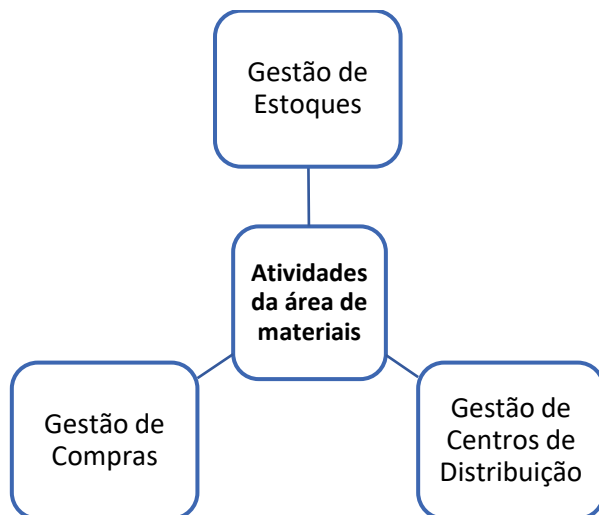 Gestão de
Estoques
Atividades
da área de
materiais
Gestão de
Compras
Gestão de
Centros de
Distribuição